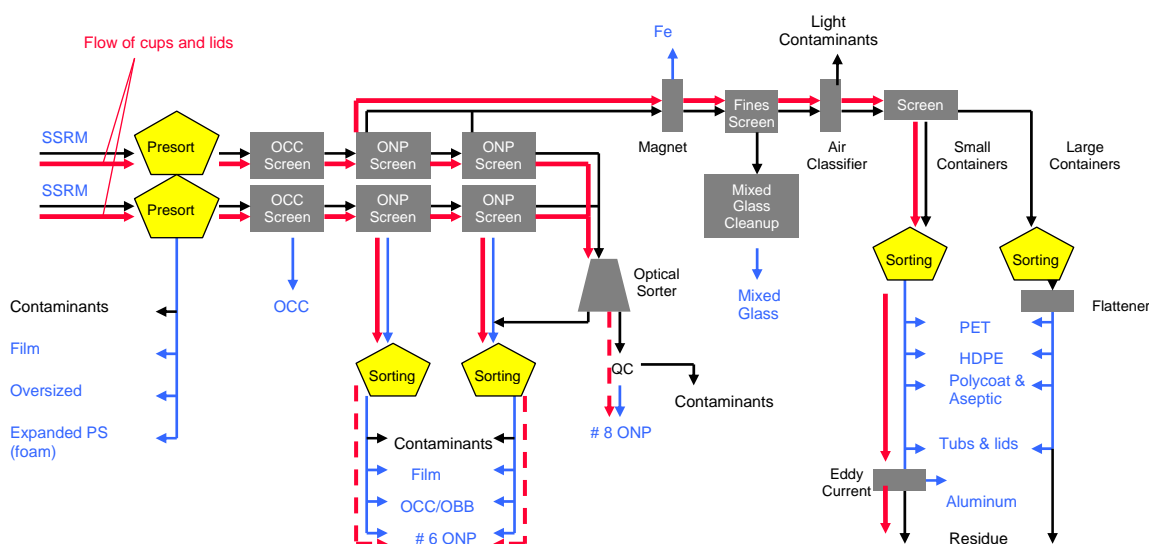 Flow of cups and lids
Fe
Light
Contaminants
SSRM
Presort
OCC
Screen
ONP
Screen
ONP
Screen
Magnet
Fines
Screen
Air
Classifier
Screen
Small
Containers
Large
Containers
SSRM
Presort
OCC
Screen
ONP
Screen
ONP
Screen
Mixed
Glass
Cleanup
Sorting
Sorting
Optical
Sorter
OCC
Mixed
Glass
Flattener
Contaminants
Film
Oversized
Expanded PS
(foam)
Sorting
Sorting
QC
Contaminants
# 8 ONP
PET
HDPE
Polycoat &
Aseptic
Tubs & lids
Contaminants
Film
OCC/OBB
# 6 ONP
Eddy
Current
Aluminum
Residue